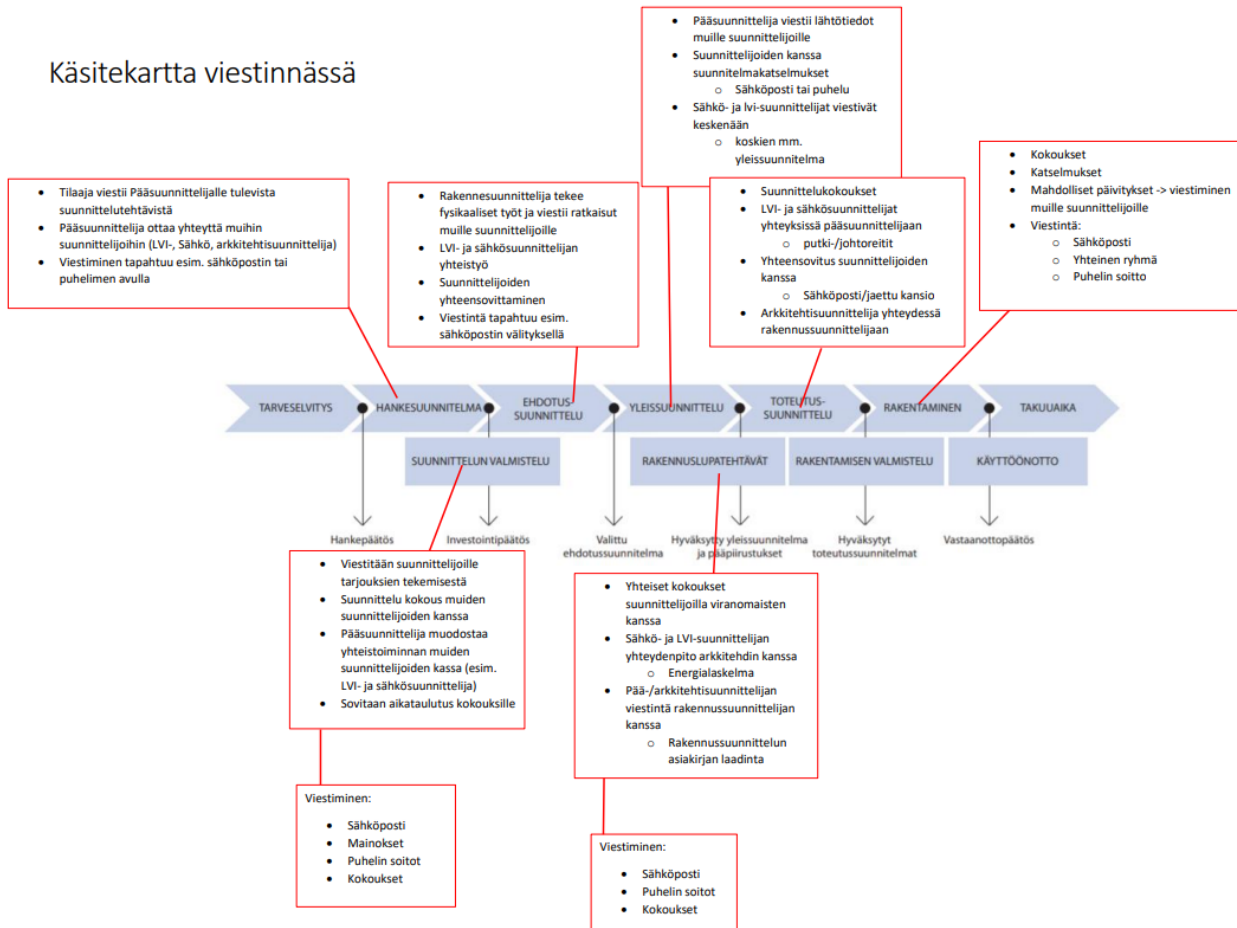 Käsitekartta viestinnässä
• Pääsuunnittelija viestii lähtötiedot
muille suunnittelijoille
• Suunnittelijoiden kanssa
suunnitelmakatselmukset
o Sähköposti tai puhelu
• Sähkö- ja lvi-suunnittelijat viestivät
keskenään
o koskien mm.
yleissuunnitelma
• Tilaaja viestii Pääsuunnittelijalle tulevista
suunnittelutehtävistä
• Pääsuunnittelija ottaa yhteyttä muihin
suunnittelijoihin (LVI-, Sähkö, arkkitehtisuunnittelija)
• Viestiminen tapahtuu esim. sähköpostin tai
puhelimen avulla
• Rakennesuunnittelija tekee
fysikaaliset työt ja viestii ratkaisut
muille suunnittelijoille
• LVI- ja sähkösuunnittelijan
yhteistyö
• Suunnittelijoiden
yhteensovittaminen
• Viestintä tapahtuu esim.
sähköpostin välityksellä
• Suunnittelukokoukset
• LVI- ja sähkösuunnittelijat
yhteyksissä pääsuunnittelijaan
o putki-/johtoreitit
• Yhteensovitus suunnittelijoiden
kanssa
o Sähköposti/jaettu kansio
• Arkkitehtisuunnittelija yhteydessä
rakennussuunnittelijaan
• Kokoukset
• Katselmukset
• Mahdolliset päivitykset -> viestiminen
muille suunnittelijoille
• Viestintä:
o Sähköposti
o Yhteinen ryhmä
o Puhelin soitto
TARVESELVITYS
HANKESUUNNITELMA
EHDOTUS
SUUNNITTELU
YLEISSUUNNITTELU
TOTEUTUS-
SUUNNITTELU
RAKENTAMINEN
TAKUUAIKA
SUUNNITTELUN VALMISTELU
RAKENNUSLUPATEHTÄVÄT
RAKENTAMISEN VALMISTELU
KÄYTTÖÖNOTTO
Hankepäätös
Investointipäätös
Valittu
ehdotussuunnitelma
Hyväksytty yleissuunnitelma
ja pääpiirustukset
Hyväksytyt
toteutussuunnitelmat
Vastaanottopäätös
• Viestitään suunnittelijoille
tarjouksien tekemisestä
• Suunnittelu kokous muiden
suunnittelijoiden kanssa
• Pääsuunnittelija muodostaa
yhteistoiminnan muiden
suunnittelijoiden kassa (esim.
LVI- ja sähkösuunnittelija)
• Sovitaan aikataulutus kokouksille
• Yhteiset kokoukset
suunnittelijoilla viranomaisten
kanssa
• Sähkö- ja LVI-suunnittelijan
yhteydenpito arkkitehdin kanssa
o Energialaskelma
• Pää-/arkkitehtisuunnittelijan
viestintä rakennussuunnittelijan
kanssa
o Rakennussuunnittelun
asiakirjan laadinta
Viestiminen:
• Sähköposti
• Mainokset
• Puhelin soitot
• Kokoukset
Viestiminen:
• Sähköposti
• Puhelin soitot
• Kokoukset